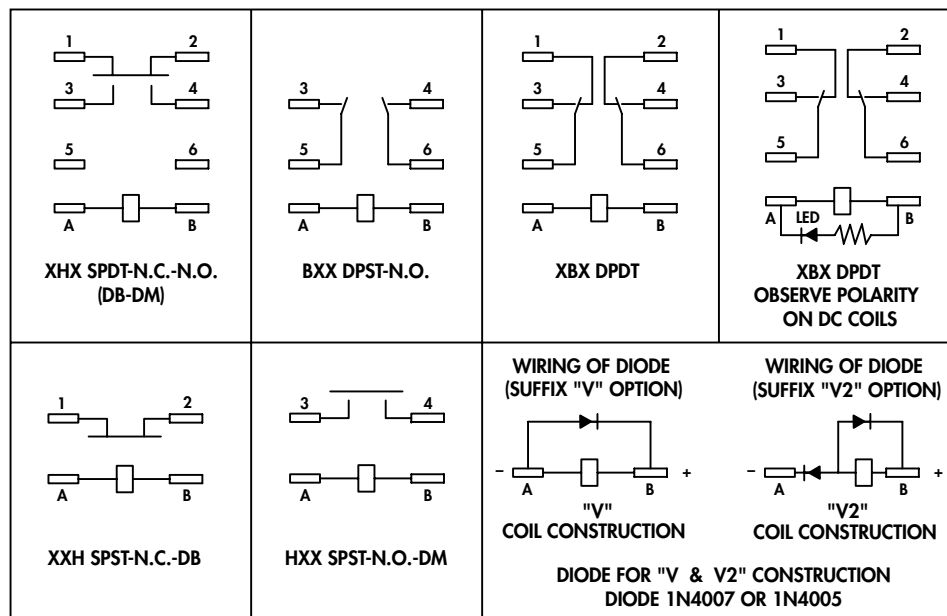 1 2
3 4
5 6
A B
XHX SPDT-N.C.-N.O.
(DB-DM)
3 4
5 6
A B
BXX DPST-N.O.
1 2
3 4
5 6
A B
XBX DPDT
1 2
3 4
5 6
A LED B
XBX DPDT
OBSERVE POLARITY
ON DC COILS
1 2
A B
XXH SPST-N.C.-DB
3 4
A B
HXX SPST-N.O.-DM
WIRING OF DIODE
(SUFFIX "V" OPTION)
– A B +
"V"
COIL CONSTRUCTION
WIRING OF DIODE
(SUFFIX "V2" OPTION)
– A B +
"V2"
COIL CONSTRUCTION
DIODE FOR "V & V2" CONSTRUCTION
DIODE 1N4007 OR 1N4005